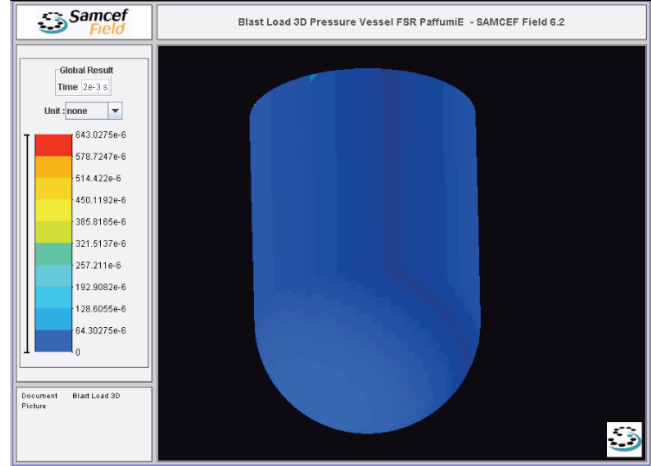 Samcef
Field
Blast Load 3D Pressure Vessel FSR PaffumiE - SAMCEF Field 6.2
Global Result
Time 2e-3 s
Unit : none
643.0275e-6
578.7247e-6
514.422e-6
450.1192e-6
385.8165e-6
321.5137e-6
257.211e-6
192.9082e-6
128.6055e-6
64.30275e-6
0
Document Blast Load 3D
Picture